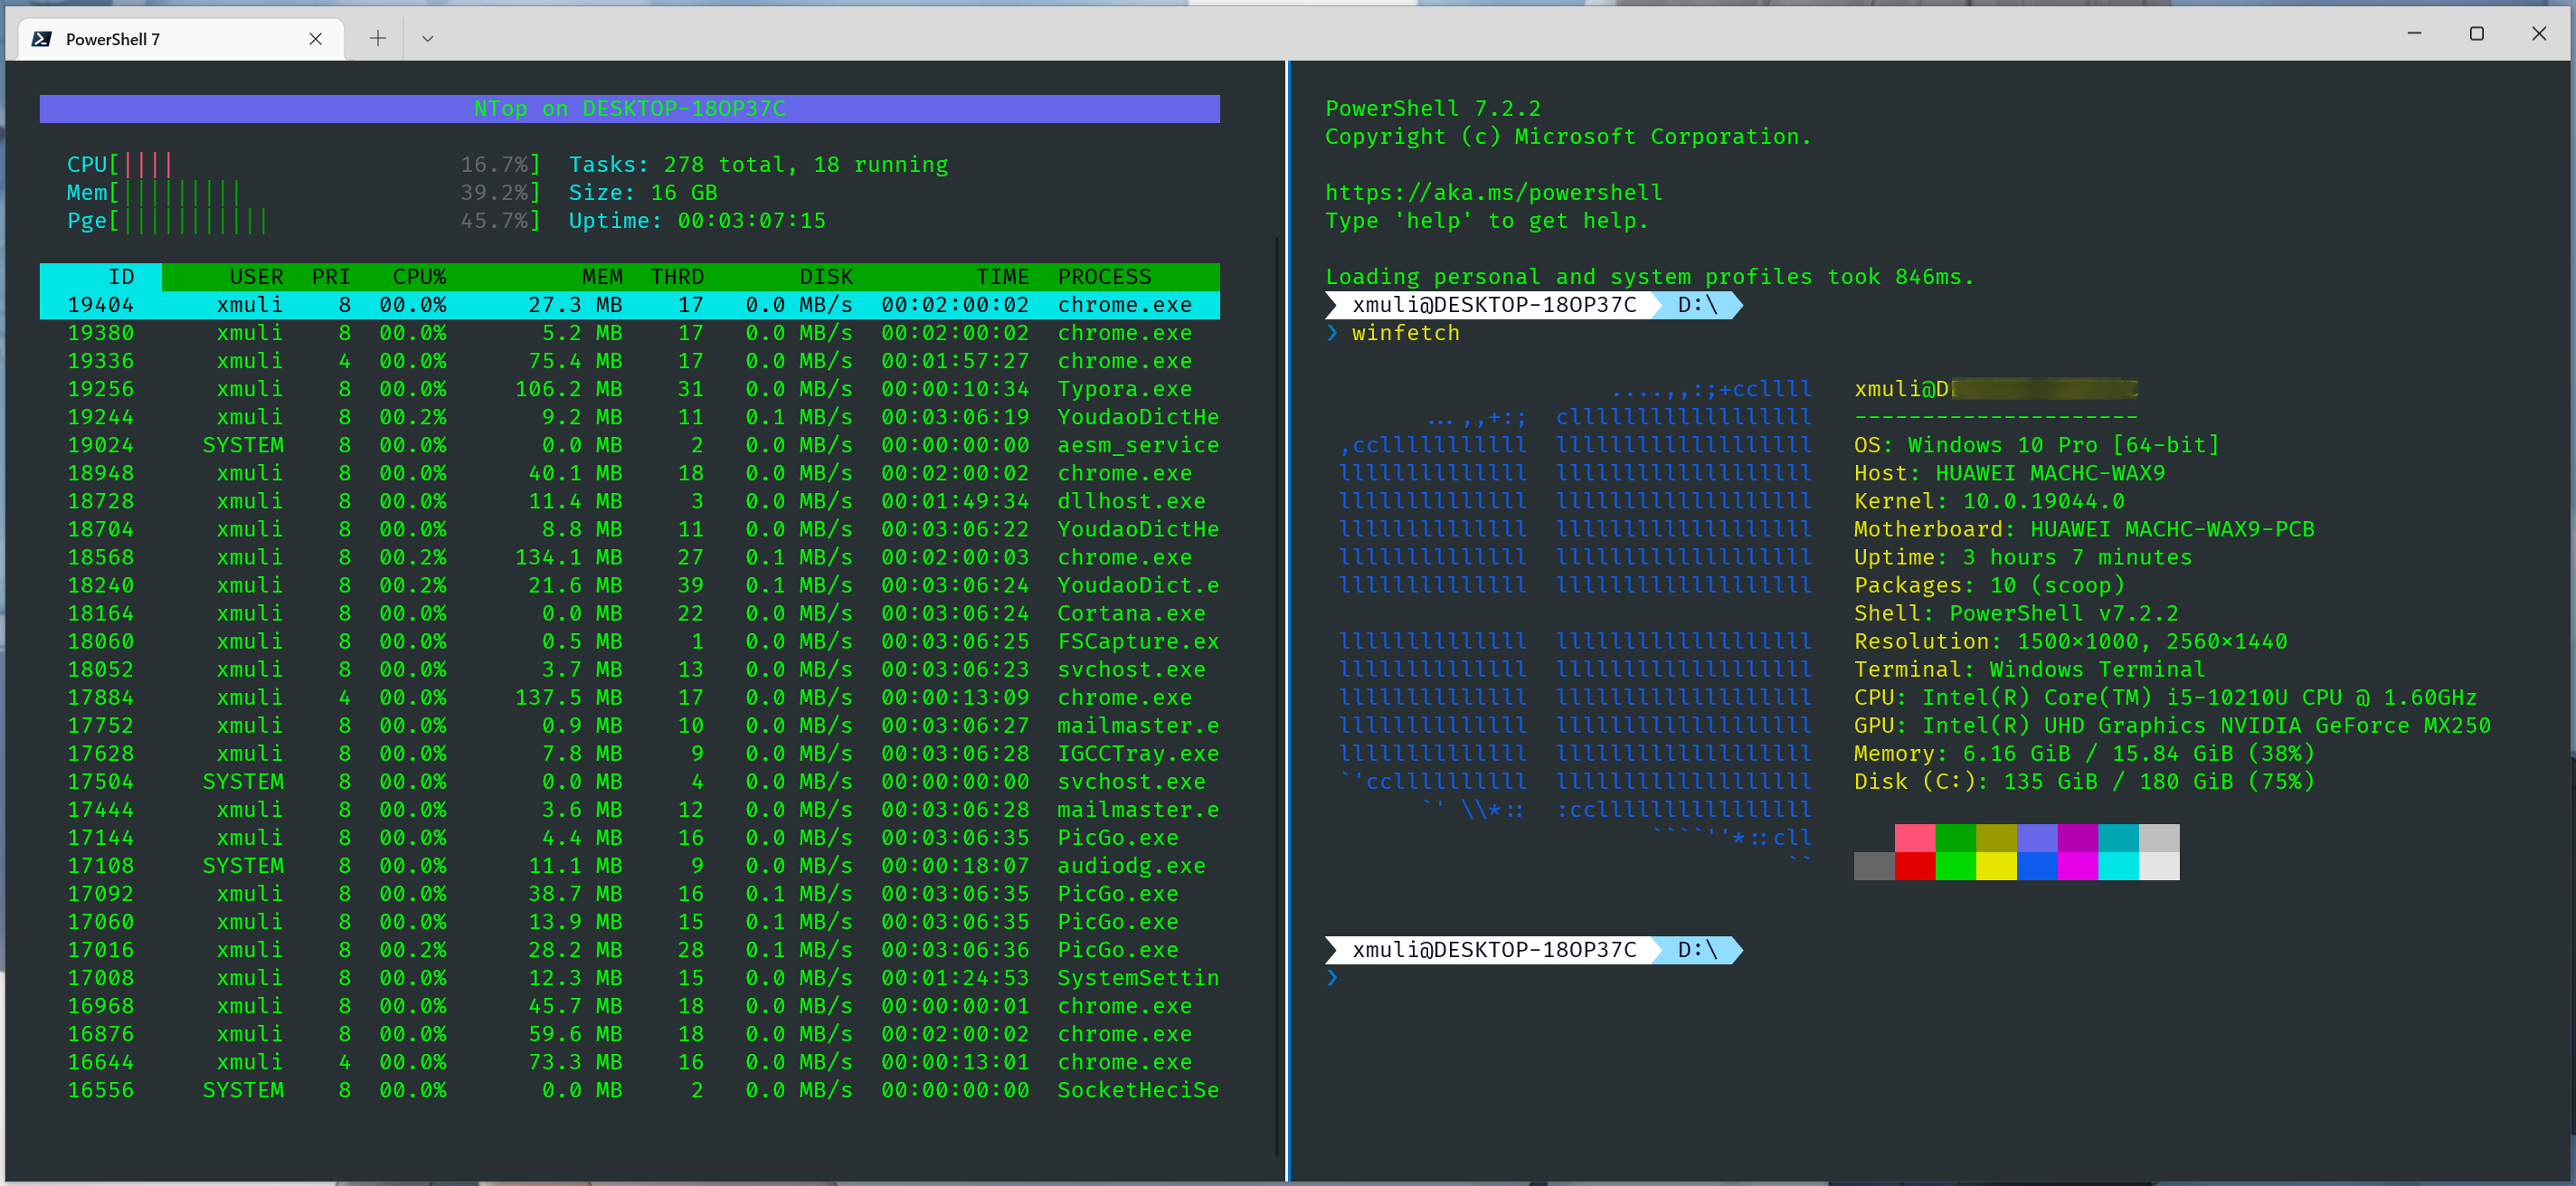 PowerShell 7
NTop on DESKTOP-18OP37C
CPU[|||| 16.7%] Tasks: 278 total, 18 running
Mem[||||||||| 39.2%] Size: 16 GB
Pge[||||||||||| 45.7%] Uptime: 00:03:07:15
ID USER PRI CPU% MEM THRD DISK TIME PROCESS
19404 xmuli 8 00.0% 27.3 MB 17 0.0 MB/s 00:02:00:02 chrome.exe
19380 xmuli 8 00.0% 5.2 MB 17 0.0 MB/s 00:02:00:02 chrome.exe
19336 xmuli 4 00.0% 75.4 MB 17 0.0 MB/s 00:01:57:27 chrome.exe
19256 xmuli 8 00.0% 106.2 MB 31 0.0 MB/s 00:00:10:34 Typora.exe
19244 xmuli 8 00.2% 9.2 MB 11 0.1 MB/s 00:03:06:19 YoudaoDictHe
19024 SYSTEM 8 00.0% 0.0 MB 2 0.0 MB/s 00:00:00:00 aesm_service
18948 xmuli 8 00.0% 40.1 MB 18 0.0 MB/s 00:02:00:02 chrome.exe
18728 xmuli 8 00.0% 11.4 MB 3 0.0 MB/s 00:01:49:34 dllhost.exe
18704 xmuli 8 00.0% 8.8 MB 11 0.0 MB/s 00:03:06:22 YoudaoDictHe
18568 xmuli 8 00.2% 134.1 MB 27 0.1 MB/s 00:02:00:03 chrome.exe
18240 xmuli 8 00.2% 21.6 MB 39 0.1 MB/s 00:03:06:24 YoudaoDict.e
18164 xmuli 8 00.0% 0.0 MB 22 0.0 MB/s 00:03:06:24 Cortana.exe
18060 xmuli 8 00.0% 0.5 MB 1 0.0 MB/s 00:03:06:25 FSCapture.ex
18052 xmuli 8 00.0% 3.7 MB 13 0.0 MB/s 00:03:06:23 svchost.exe
17884 xmuli 4 00.0% 137.5 MB 17 0.0 MB/s 00:00:13:09 chrome.exe
17752 xmuli 8 00.0% 0.9 MB 10 0.0 MB/s 00:03:06:27 mailmaster.e
17628 xmuli 8 00.0% 7.8 MB 9 0.0 MB/s 00:03:06:28 IGCCTray.exe
17504 SYSTEM 8 00.0% 0.0 MB 4 0.0 MB/s 00:00:00:00 svchost.exe
17444 xmuli 8 00.0% 3.6 MB 12 0.0 MB/s 00:03:06:28 mailmaster.e
17144 xmuli 8 00.0% 4.4 MB 16 0.0 MB/s 00:03:06:35 PicGo.exe
17108 SYSTEM 8 00.0% 11.1 MB 9 0.0 MB/s 00:00:18:07 audiodg.exe
17092 xmuli 8 00.0% 38.7 MB 16 0.1 MB/s 00:03:06:35 PicGo.exe
17060 xmuli 8 00.0% 13.9 MB 15 0.1 MB/s 00:03:06:35 PicGo.exe
17016 xmuli 8 00.2% 28.2 MB 28 0.1 MB/s 00:03:06:36 PicGo.exe
17008 xmuli 8 00.0% 12.3 MB 15 0.0 MB/s 00:01:24:53 SystemSettin
16968 xmuli 8 00.0% 45.7 MB 18 0.0 MB/s 00:00:00:01 chrome.exe
16876 xmuli 8 00.0% 59.6 MB 18 0.0 MB/s 00:02:00:02 chrome.exe
16644 xmuli 4 00.0% 73.3 MB 16 0.0 MB/s 00:00:13:01 chrome.exe
16556 SYSTEM 8 00.0% 0.0 MB 2 0.0 MB/s 00:00:00:00 SocketHeciSe
PowerShell 7.2.2
Copyright (c) Microsoft Corporation.
https://aka.ms/powershell
Type 'help' to get help.
Loading personal and system profiles took 846ms.
xmuli@DESKTOP-18OP37C D:\
❯ winfetch
....,,:;+ccllll
...,,+:; cllllllllllllllllll
,cclllllllllll lllllllllllllllllll
llllllllllllll lllllllllllllllllll
llllllllllllll lllllllllllllllllll
llllllllllllll lllllllllllllllllll
llllllllllllll lllllllllllllllllll
llllllllllllll lllllllllllllllllll
llllllllllllll lllllllllllllllllll
llllllllllllll lllllllllllllllllll
llllllllllllll lllllllllllllllllll
llllllllllllll lllllllllllllllllll
llllllllllllll lllllllllllllllllll
`'ccllllllllll lllllllllllllllllll
`' \\*:: :ccllllllllllllllll
````''*::cll
``
xmuli@D
---------------------
OS: Windows 10 Pro [64-bit]
Host: HUAWEI MACHC-WAX9
Kernel: 10.0.19044.0
Motherboard: HUAWEI MACHC-WAX9-PCB
Uptime: 3 hours 7 minutes
Packages: 10 (scoop)
Shell: PowerShell v7.2.2
Resolution: 1500×1000, 2560×1440
Terminal: Windows Terminal
CPU: Intel(R) Core(TM) i5-10210U CPU @ 1.60GHz
GPU: Intel(R) UHD Graphics NVIDIA GeForce MX250
Memory: 6.16 GiB / 15.84 GiB (38%)
Disk (C:): 135 GiB / 180 GiB (75%)
xmuli@DESKTOP-18OP37C D:\
❯